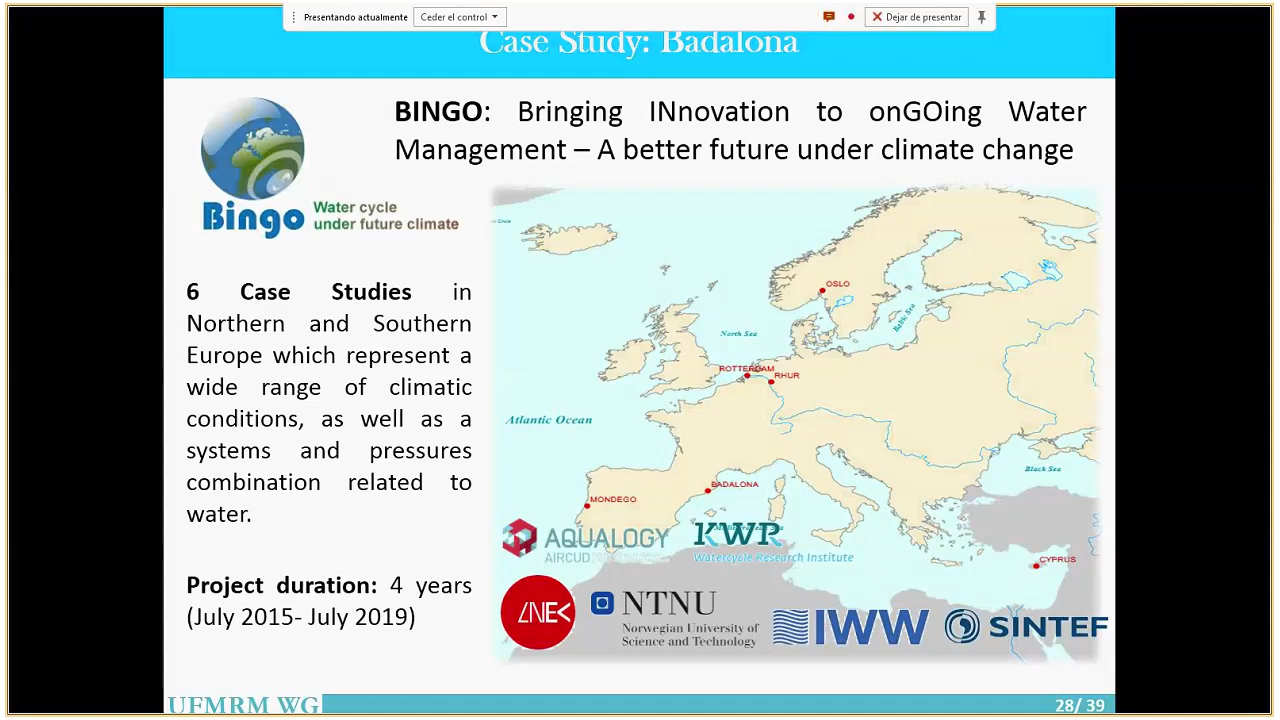 Presentando actualmente
Ceder el control
Dejar de presentar
Case Study: Badalona
BINGO: Bringing INnovation to onGOing Water
Management – A better future under climate change
Bingo
Water cycle
under future climate
6 Case Studies in
Northern and Southern
Europe which represent a
wide range of climatic
conditions, as well as a
systems and pressures
combination related to
water.
Project duration: 4 years
(July 2015- July 2019)
OSLO
North Sea
Baltic Sea
ROTTERDAM
RHUR
Atlantic Ocean
Black Sea
BADALONA
MONDEGO
CYPRUS
AQUALOGY
AIRCUD
KWR
Watercycle Research Institute
LNEC
NTNU
Norwegian University of
Science and Technology
IWW
SINTEF
UFMRM WG
28/ 39